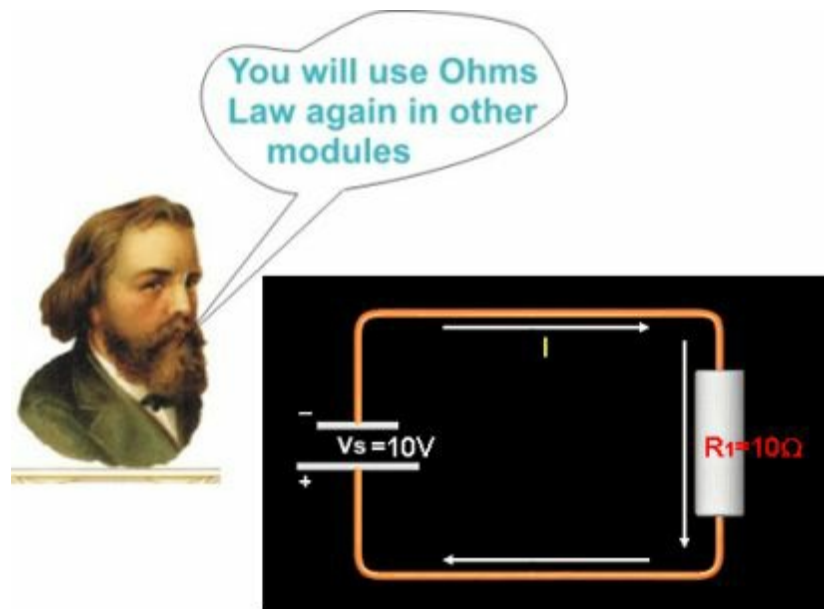 You will use Ohms
Law again in other
modules
I
–
Vs=10V
R1=10Ω
+